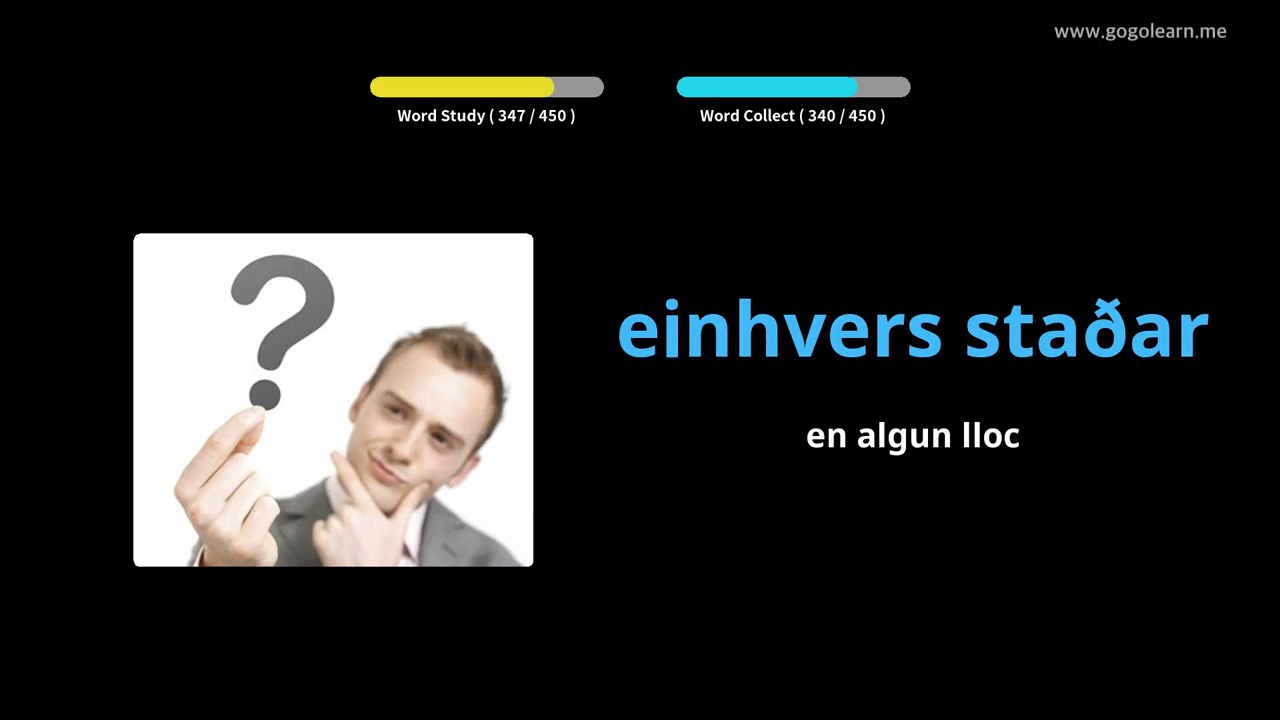 www.gogolearn.me
Word Study ( 347 / 450 )
Word Collect ( 340 / 450 )
einhvers staðar
en algun lloc